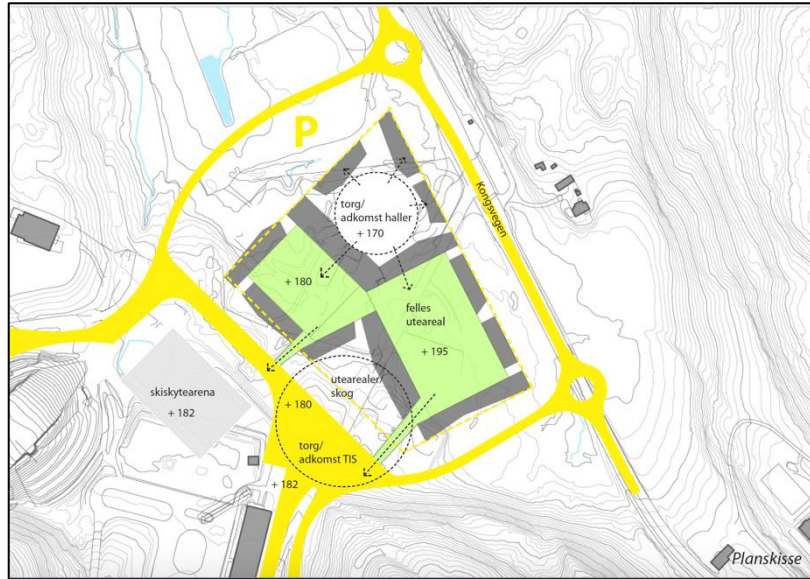 P
Kongsvegen
torg/
adkomst haller
+ 170
+ 180
felles
uteareal
+ 195
utearealer/
skog
skiskytearena
+ 182
+ 180
torg/
adkomst TIS
+ 182
Planskisse